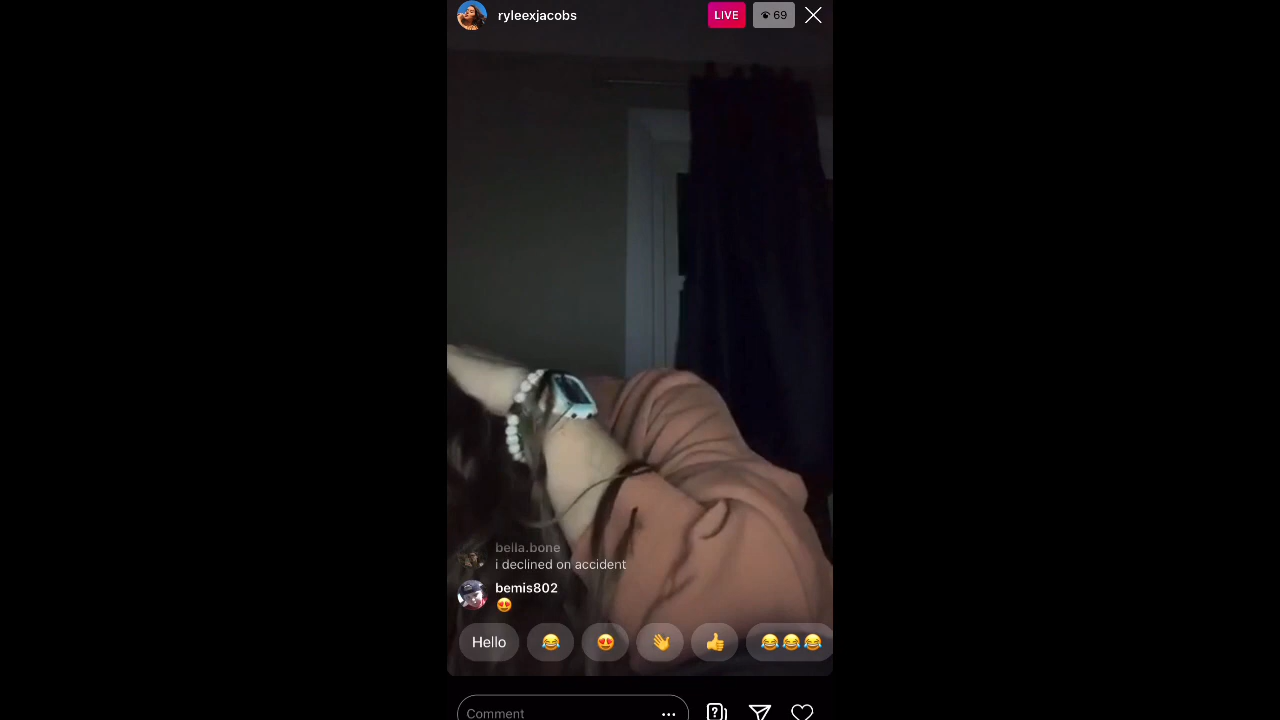 ryleexjacobs
LIVE
69
bella.bone
i declined on accident
bemis802
😍
Hello
😂
😍
👋
👍
😂😂😂
Comment